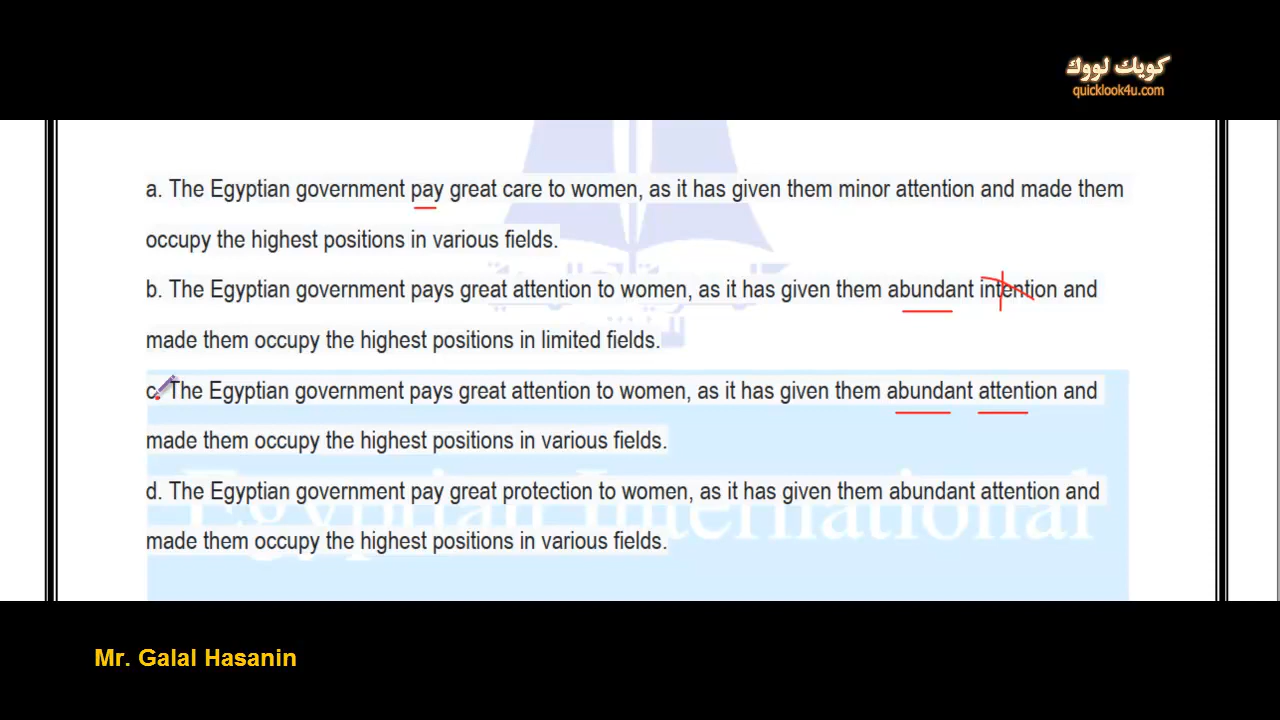 كويك لووك
quicklook4u.com
a. The Egyptian government pay great care to women, as it has given them minor attention and made them
occupy the highest positions in various fields.
b. The Egyptian government pays great attention to women, as it has given them abundant intention and
made them occupy the highest positions in limited fields.
c. The Egyptian government pays great attention to women, as it has given them abundant attention and
made them occupy the highest positions in various fields.
d. The Egyptian government pay great protection to women, as it has given them abundant attention and
made them occupy the highest positions in various fields.
Egyptian International
Mr. Galal Hasanin